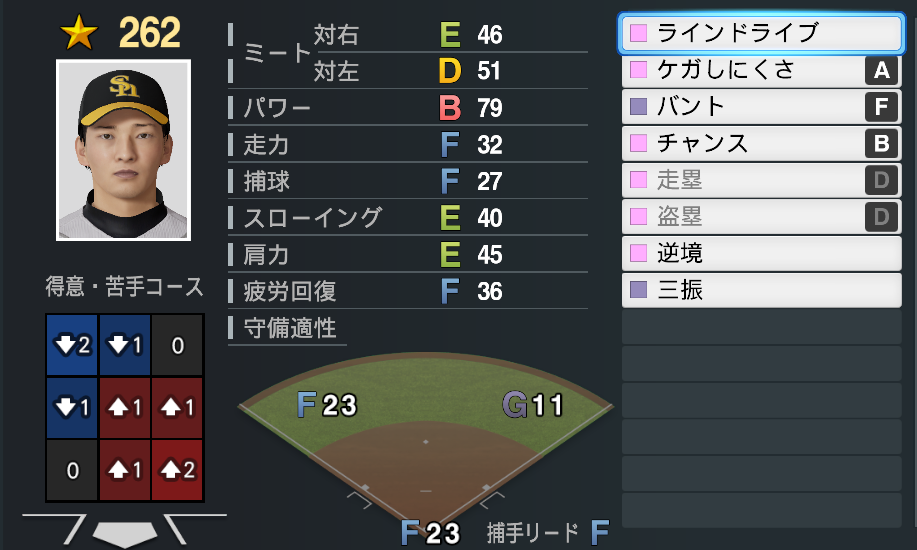 262
SH
ミート
対右 E 46
対左 D 51
パワー B 79
走力 F 32
捕球 F 27
スローイング E 40
肩力 E 45
疲労回復 F 36
守備適性
F 23
G 11
F 23
捕手リード F
得意・苦手コース
2 1 0
1 1 1
0 1 2
ラインドライブ
ケガしにくさ A
バント F
チャンス B
走塁 D
盗塁 D
逆境
三振